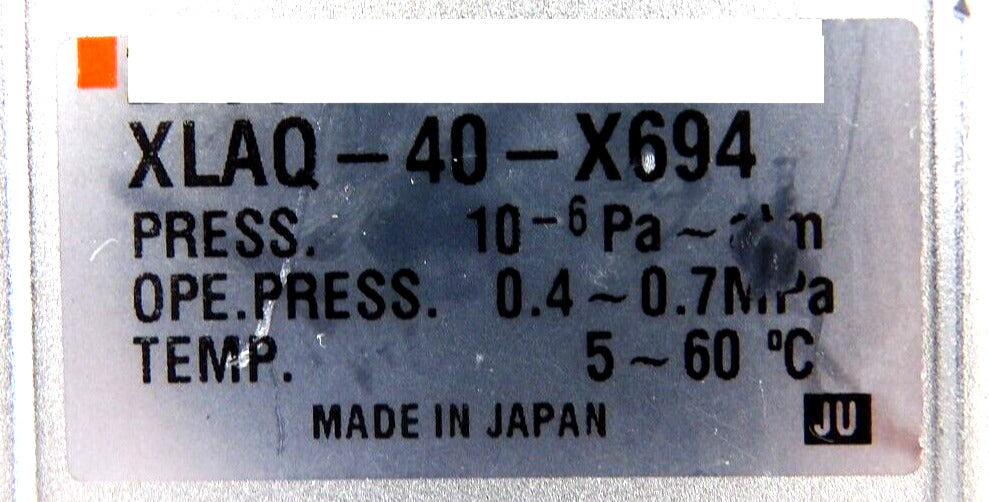 XLAQ-40-X694
PRESS. 10⁻⁶ Pa ~
OPE.PRESS. 0.4 ~ 0.7MPa
TEMP. 5 ~ 60 ºC
MADE IN JAPAN
JU